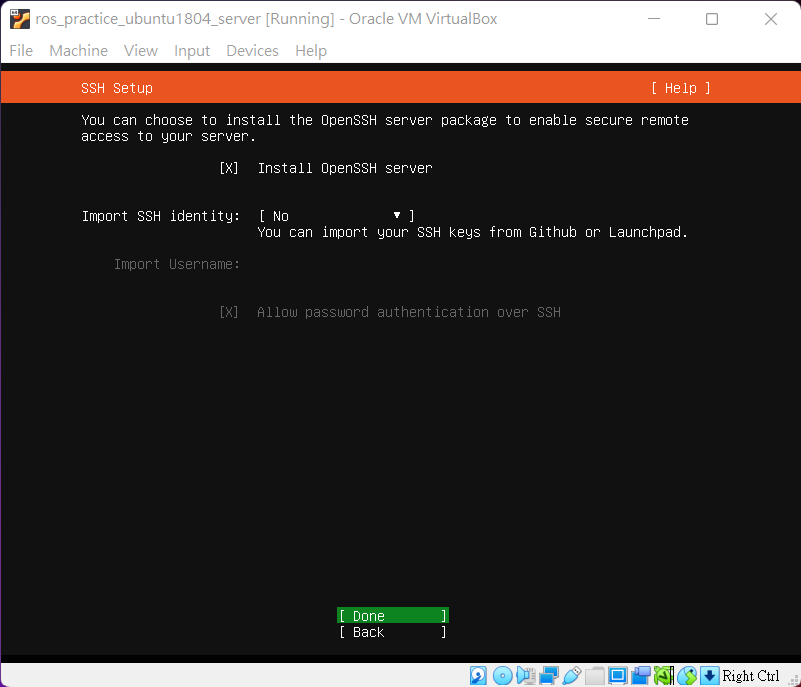 ros_practice_ubuntu1804_server [Running] - Oracle VM VirtualBox
File Machine View Input Devices Help
SSH Setup [ Help ]
You can choose to install the OpenSSH server package to enable secure remote
access to your server.
[X] Install OpenSSH server
Import SSH identity: [ No ▾ ]
You can import your SSH keys from Github or Launchpad.
Import Username:
[X] Allow password authentication over SSH
[ Done ]
[ Back ]
Right Ctrl